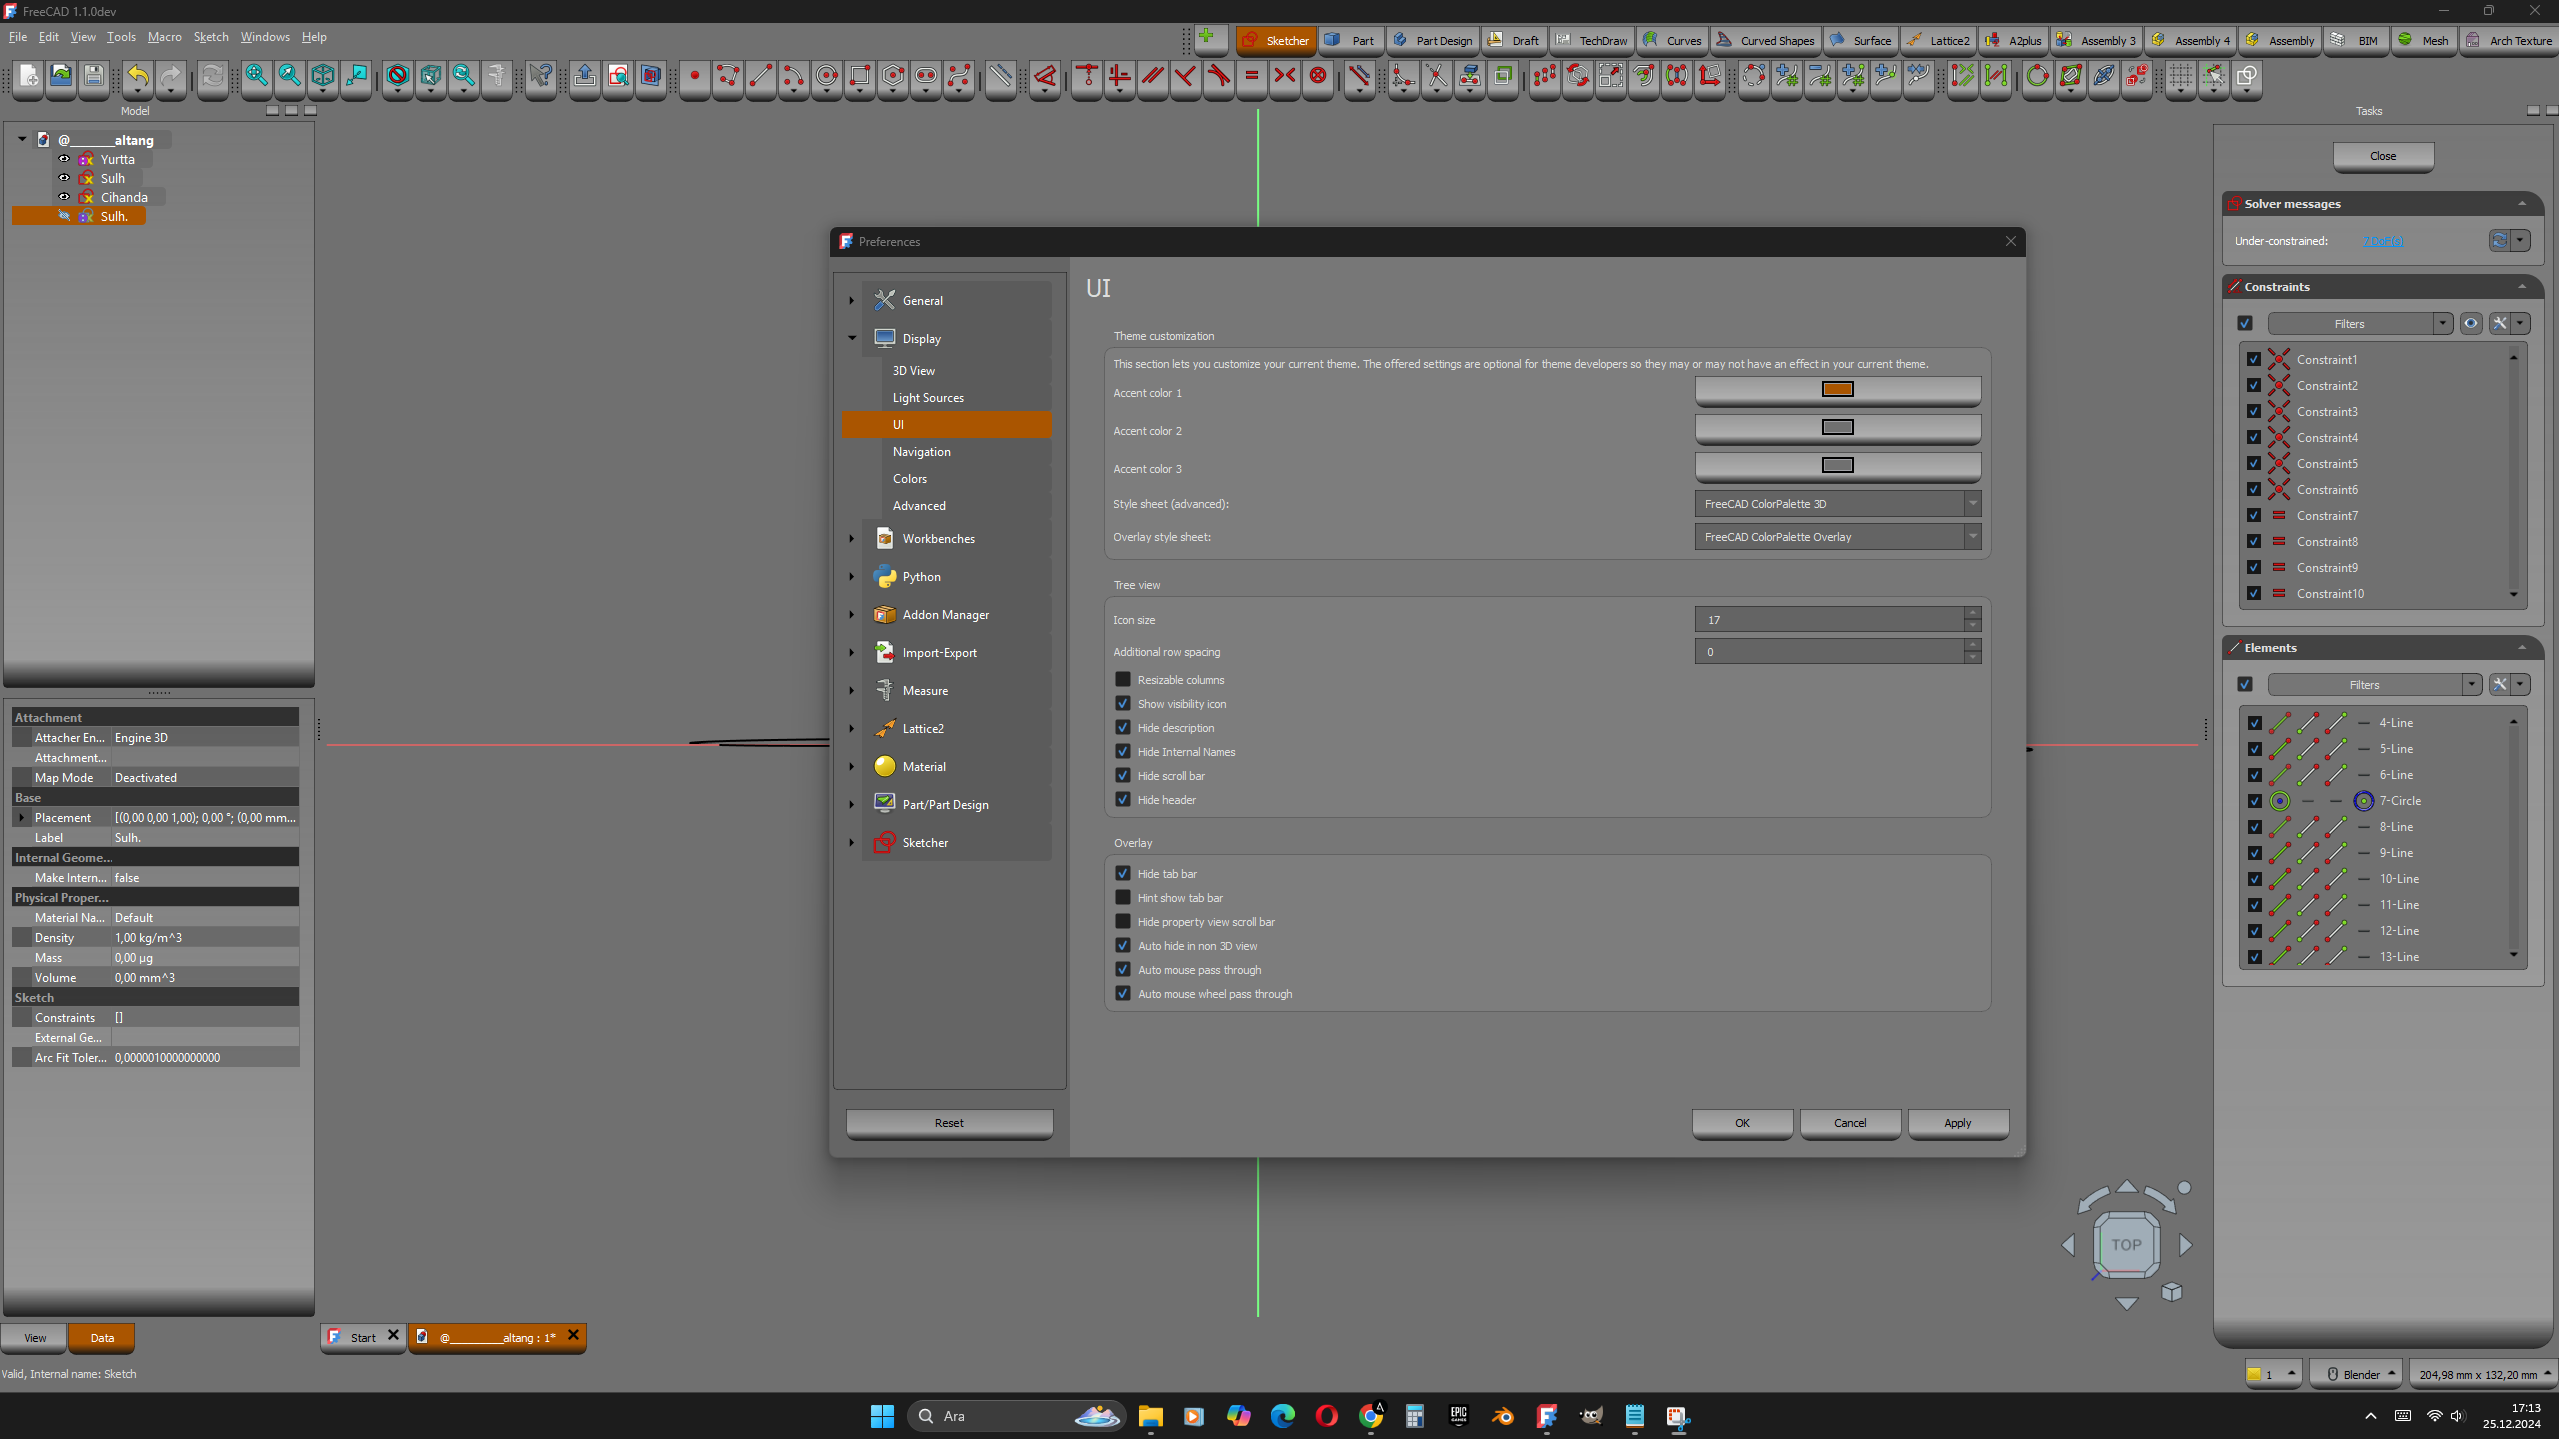 FreeCAD 1.1.0dev
File Edit View Tools Macro Sketch Windows Help
Sketcher Part Part Design Draft TechDraw Curves Curved Shapes Surface Lattice2 A2plus Assembly 3 Assembly 4 Assembly BIM Mesh Arch Texture
Model
@______altang
Yurtta
Sulh
Cihanda
Sulh.
Attachment
Attacher En... Engine 3D
Attachment...
Map Mode Deactivated
Base
Placement [(0,00 0,00 1,00); 0,00 °; (0,00 mm...
Label Sulh.
Internal Geome...
Make Intern... false
Physical Proper...
Material Na... Default
Density 1,00 kg/m^3
Mass 0,00 µg
Volume 0,00 mm^3
Sketch
Constraints []
External Ge...
Arc Fit Toler... 0,0000010000000000
View Data
Valid, Internal name: Sketch
Start
@________altang : 1*
Preferences
General
Display
3D View
Light Sources
UI
Navigation
Colors
Advanced
Workbenches
Python
Addon Manager
Import-Export
Measure
Lattice2
Material
Part/Part Design
Sketcher
Reset
UI
Theme customization
This section lets you customize your current theme. The offered settings are optional for theme developers so they may or may not have an effect in your current theme.
Accent color 1
Accent color 2
Accent color 3
Style sheet (advanced): FreeCAD ColorPalette 3D
Overlay style sheet: FreeCAD ColorPalette Overlay
Tree view
Icon size 17
Additional row spacing 0
Resizable columns
Show visibility icon
Hide description
Hide Internal Names
Hide scroll bar
Hide header
Overlay
Hide tab bar
Hint show tab bar
Hide property view scroll bar
Auto hide in non 3D view
Auto mouse pass through
Auto mouse wheel pass through
OK Cancel Apply
TOP
Tasks
Close
Solver messages
Under-constrained: 7 DoF(s)
Constraints
Filters
Constraint1
Constraint2
Constraint3
Constraint4
Constraint5
Constraint6
Constraint7
Constraint8
Constraint9
Constraint10
Elements
Filters
4-Line
5-Line
6-Line
7-Circle
8-Line
9-Line
10-Line
11-Line
12-Line
13-Line
1 Blender 204,98 mm x 132,20 mm
Ara
EPIC
GAMES
A
17:13
25.12.2024